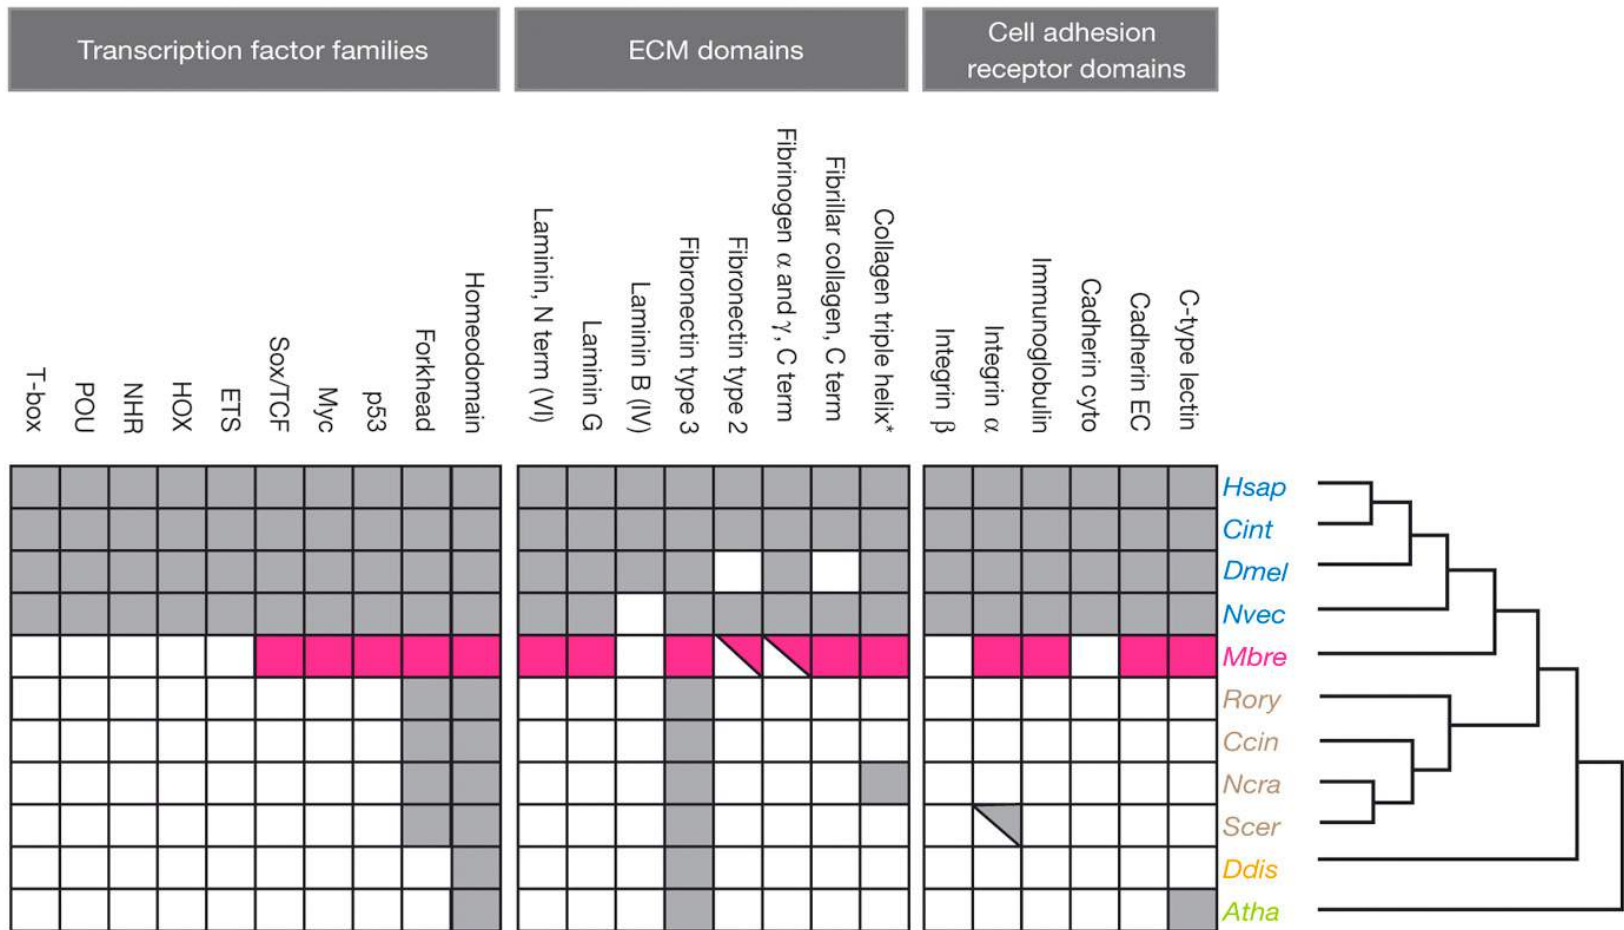 Transcription factor families
ECM domains
Cell adhesion
receptor domains
T-box
POU
NHR
HOX
ETS
Sox/TCF
Myc
p53
Forkhead
Homeodomain
Laminin, N term (VI)
Laminin G
Laminin B (IV)
Fibronectin type 3
Fibronectin type 2
Fibrinogen α and γ, C term
Fibrillar collagen, C term
Collagen triple helix*
Integrin β
Integrin α
Immunoglobulin
Cadherin cyto
Cadherin EC
C-type lectin
Hsap
Cint
Dmel
Nvec
Mbre
Rory
Ccin
Ncra
Scer
Ddis
Atha